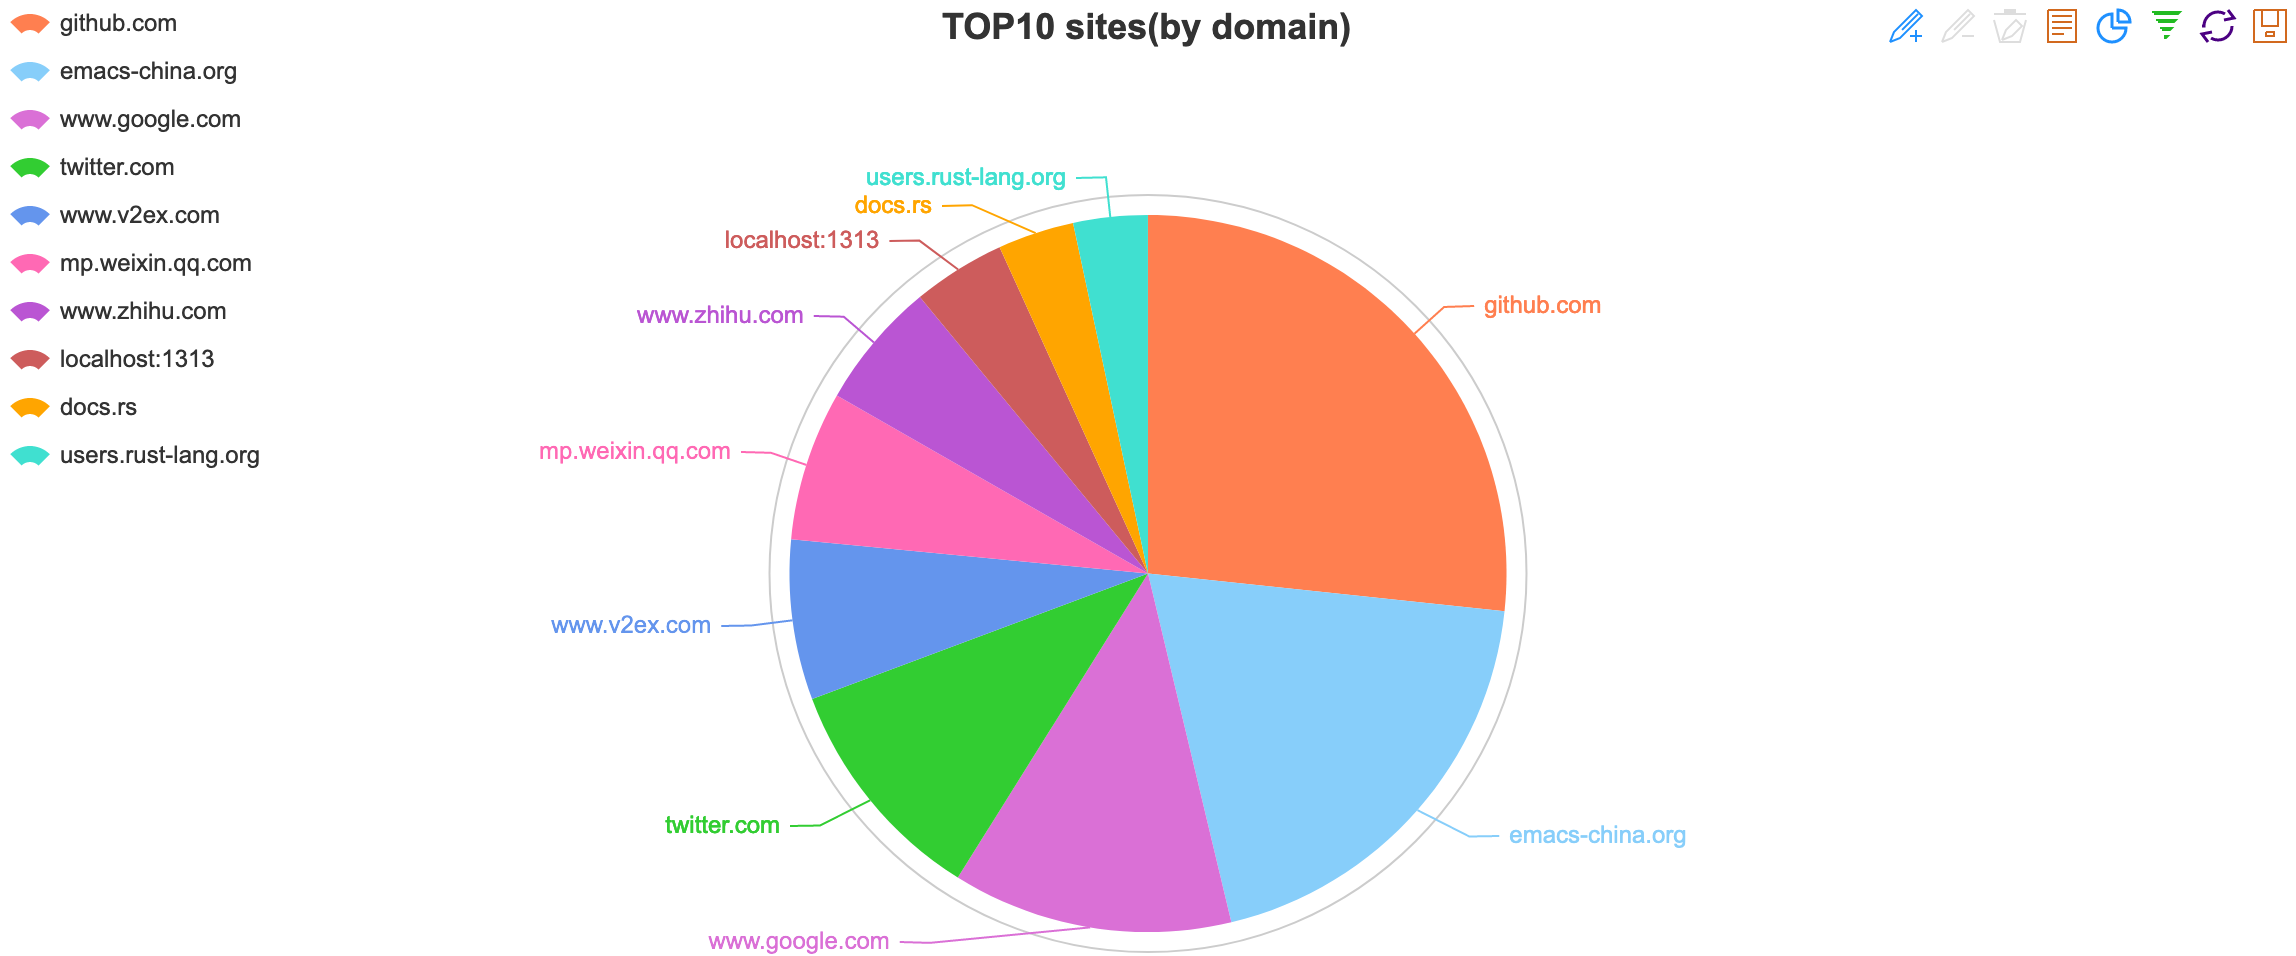 TOP10 sites(by domain)
github.com
emacs-china.org
www.google.com
twitter.com
www.v2ex.com
mp.weixin.qq.com
www.zhihu.com
localhost:1313
docs.rs
users.rust-lang.org
users.rust-lang.org
docs.rs
localhost:1313
www.zhihu.com
mp.weixin.qq.com
www.v2ex.com
twitter.com
www.google.com
github.com
emacs-china.org